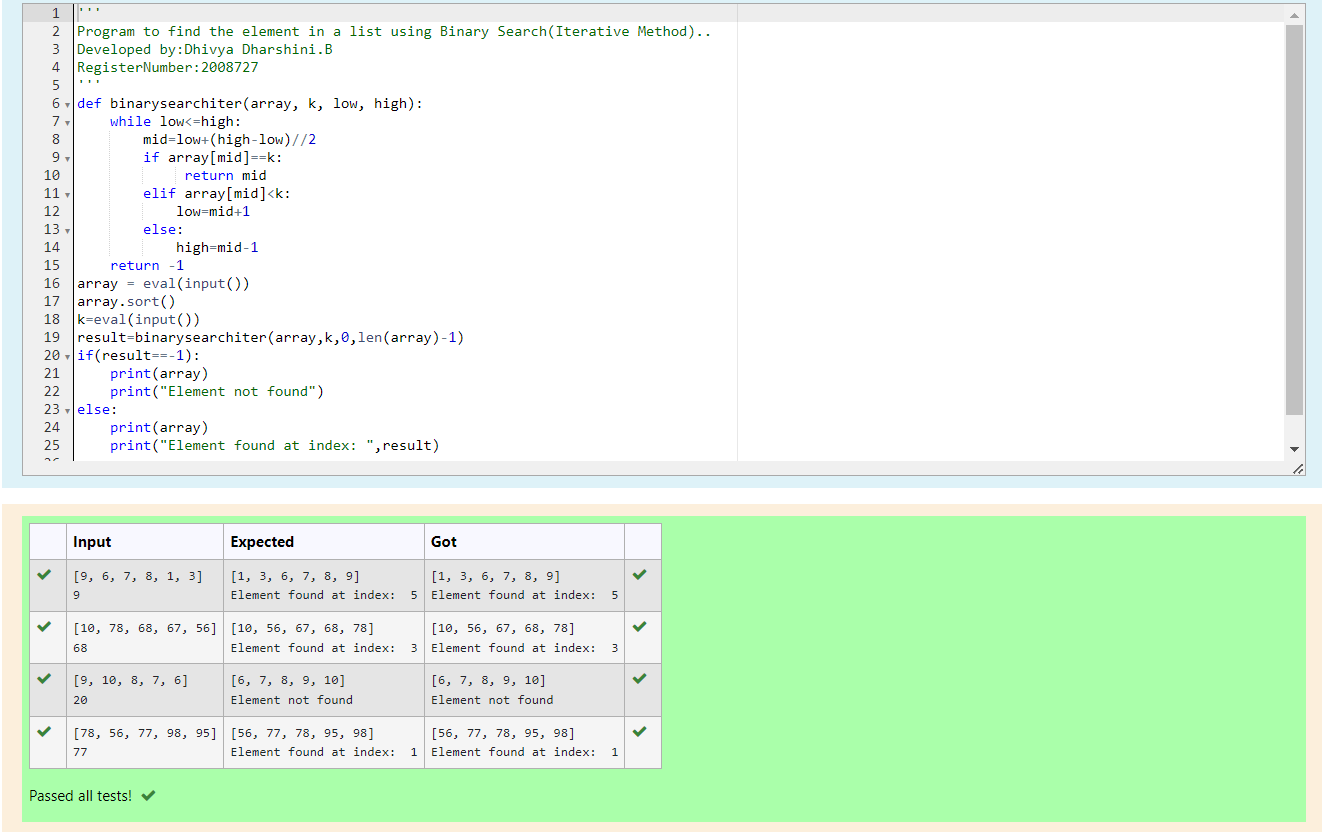 1 '''
2 Program to find the element in a list using Binary Search(Iterative Method)..
3 Developed by:Dhivya Dharshini.B
4 RegisterNumber:2008727
5 '''
6 def binarysearchiter(array, k, low, high):
7     while low<=high:
8         mid=low+(high-low)//2
9         if array[mid]==k:
10             return mid
11         elif array[mid]<k:
12             low=mid+1
13         else:
14             high=mid-1
15     return -1
16 array = eval(input())
17 array.sort()
18 k=eval(input())
19 result=binarysearchiter(array,k,0,len(array)-1)
20 if(result==-1):
21     print(array)
22     print("Element not found")
23 else:
24     print(array)
25     print("Element found at index: ",result)
26
Input Expected Got
[9, 6, 7, 8, 1, 3] [1, 3, 6, 7, 8, 9] [1, 3, 6, 7, 8, 9]
9 Element found at index:  5 Element found at index:  5
[10, 78, 68, 67, 56] [10, 56, 67, 68, 78] [10, 56, 67, 68, 78]
68 Element found at index:  3 Element found at index:  3
[9, 10, 8, 7, 6] [6, 7, 8, 9, 10] [6, 7, 8, 9, 10]
20 Element not found Element not found
[78, 56, 77, 98, 95] [56, 77, 78, 95, 98] [56, 77, 78, 95, 98]
77 Element found at index:  1 Element found at index:  1
Passed all tests!